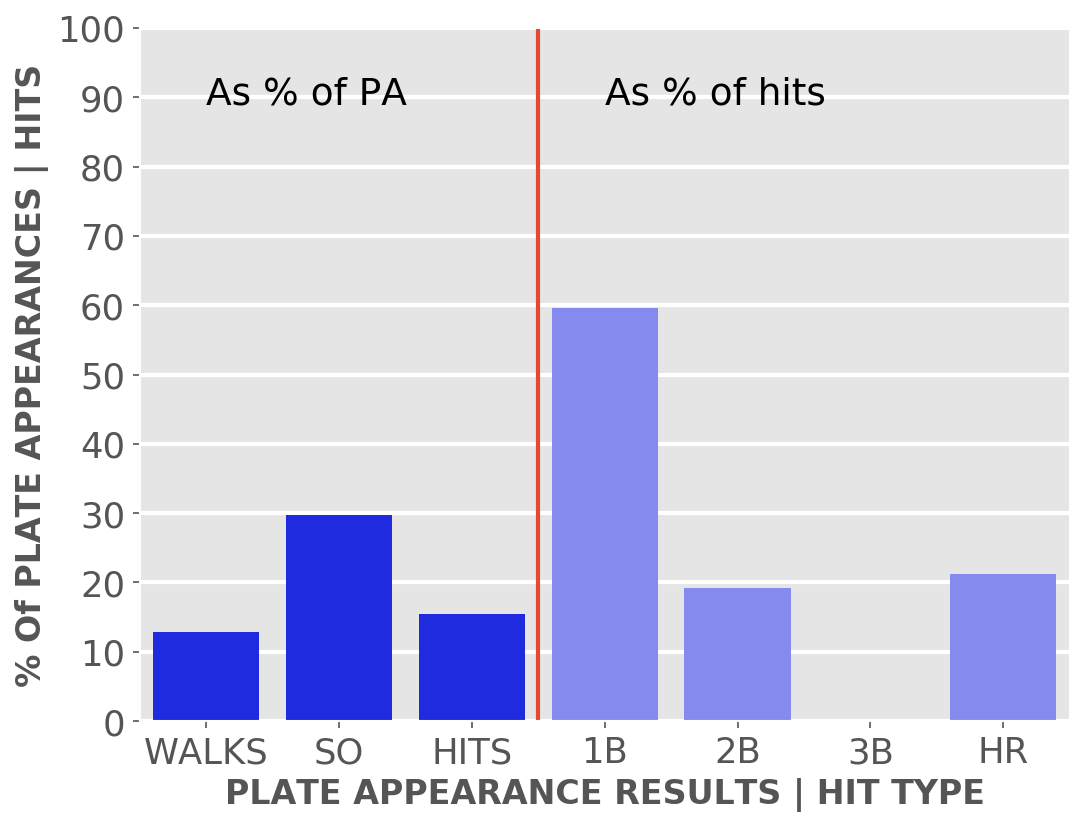 100
90
80
70
60
50
40
30
20
10
0
% Of PLATE APPEARANCES | HITS
As % of PA
As % of hits
WALKS SO HITS 1B 2B 3B HR
PLATE APPEARANCE RESULTS | HIT TYPE